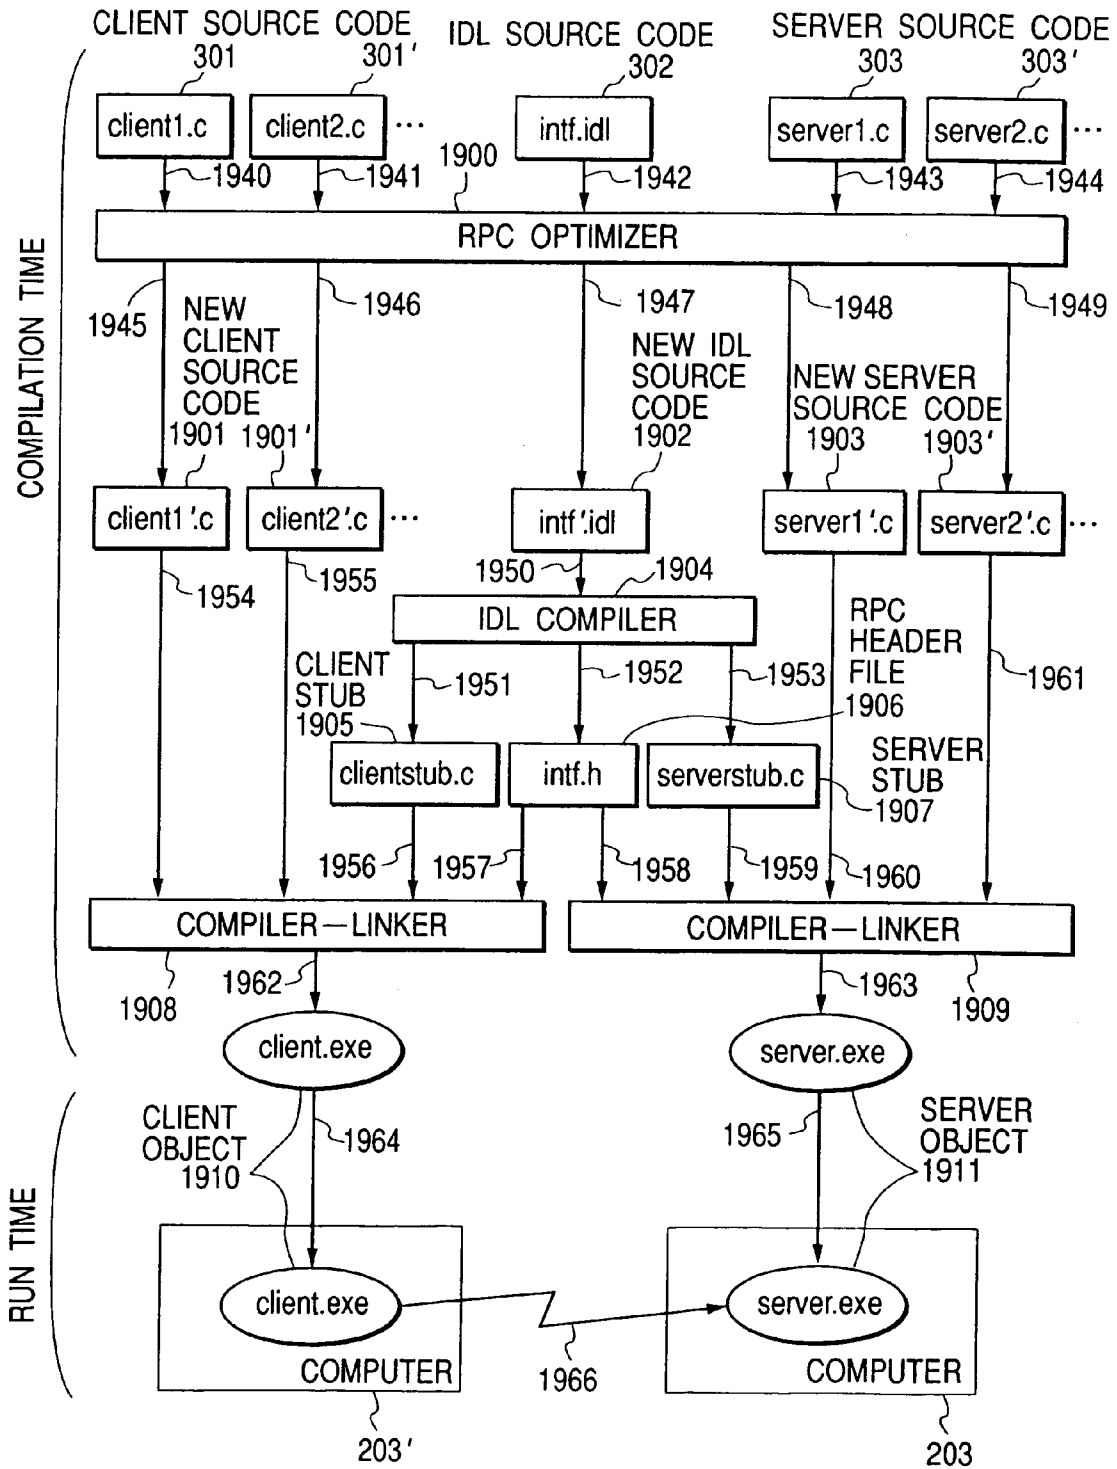 CLIENT SOURCE CODE
IDL SOURCE CODE
SERVER SOURCE CODE
301
301'
302
303
303'
client1.c
client2.c
...
intf.idl
server1.c
server2.c
...
1940
1941
1900
1942
1943
1944
RPC OPTIMIZER
1945
1946
1947
1948
1949
NEW
CLIENT
SOURCE
CODE
1901
1901'
NEW IDL
SOURCE
CODE
1902
NEW SERVER
SOURCE CODE
1903
1903'
client1'.c
client2'.c
...
intf'.idl
server1'.c
server2'.c
...
1954
1955
1950
1904
IDL COMPILER
RPC
HEADER
FILE
1906
1961
CLIENT
STUB
1905
1951
1952
1953
clientstub.c
intf.h
serverstub.c
SERVER
STUB
1907
1956
1957
1958
1959
1960
COMPILER-LINKER
COMPILER-LINKER
1908
1962
1963
1909
client.exe
server.exe
COMPILATION TIME
CLIENT
OBJECT
1910
1964
1965
SERVER
OBJECT
1911
RUN TIME
client.exe
server.exe
COMPUTER
1966
COMPUTER
203'
203